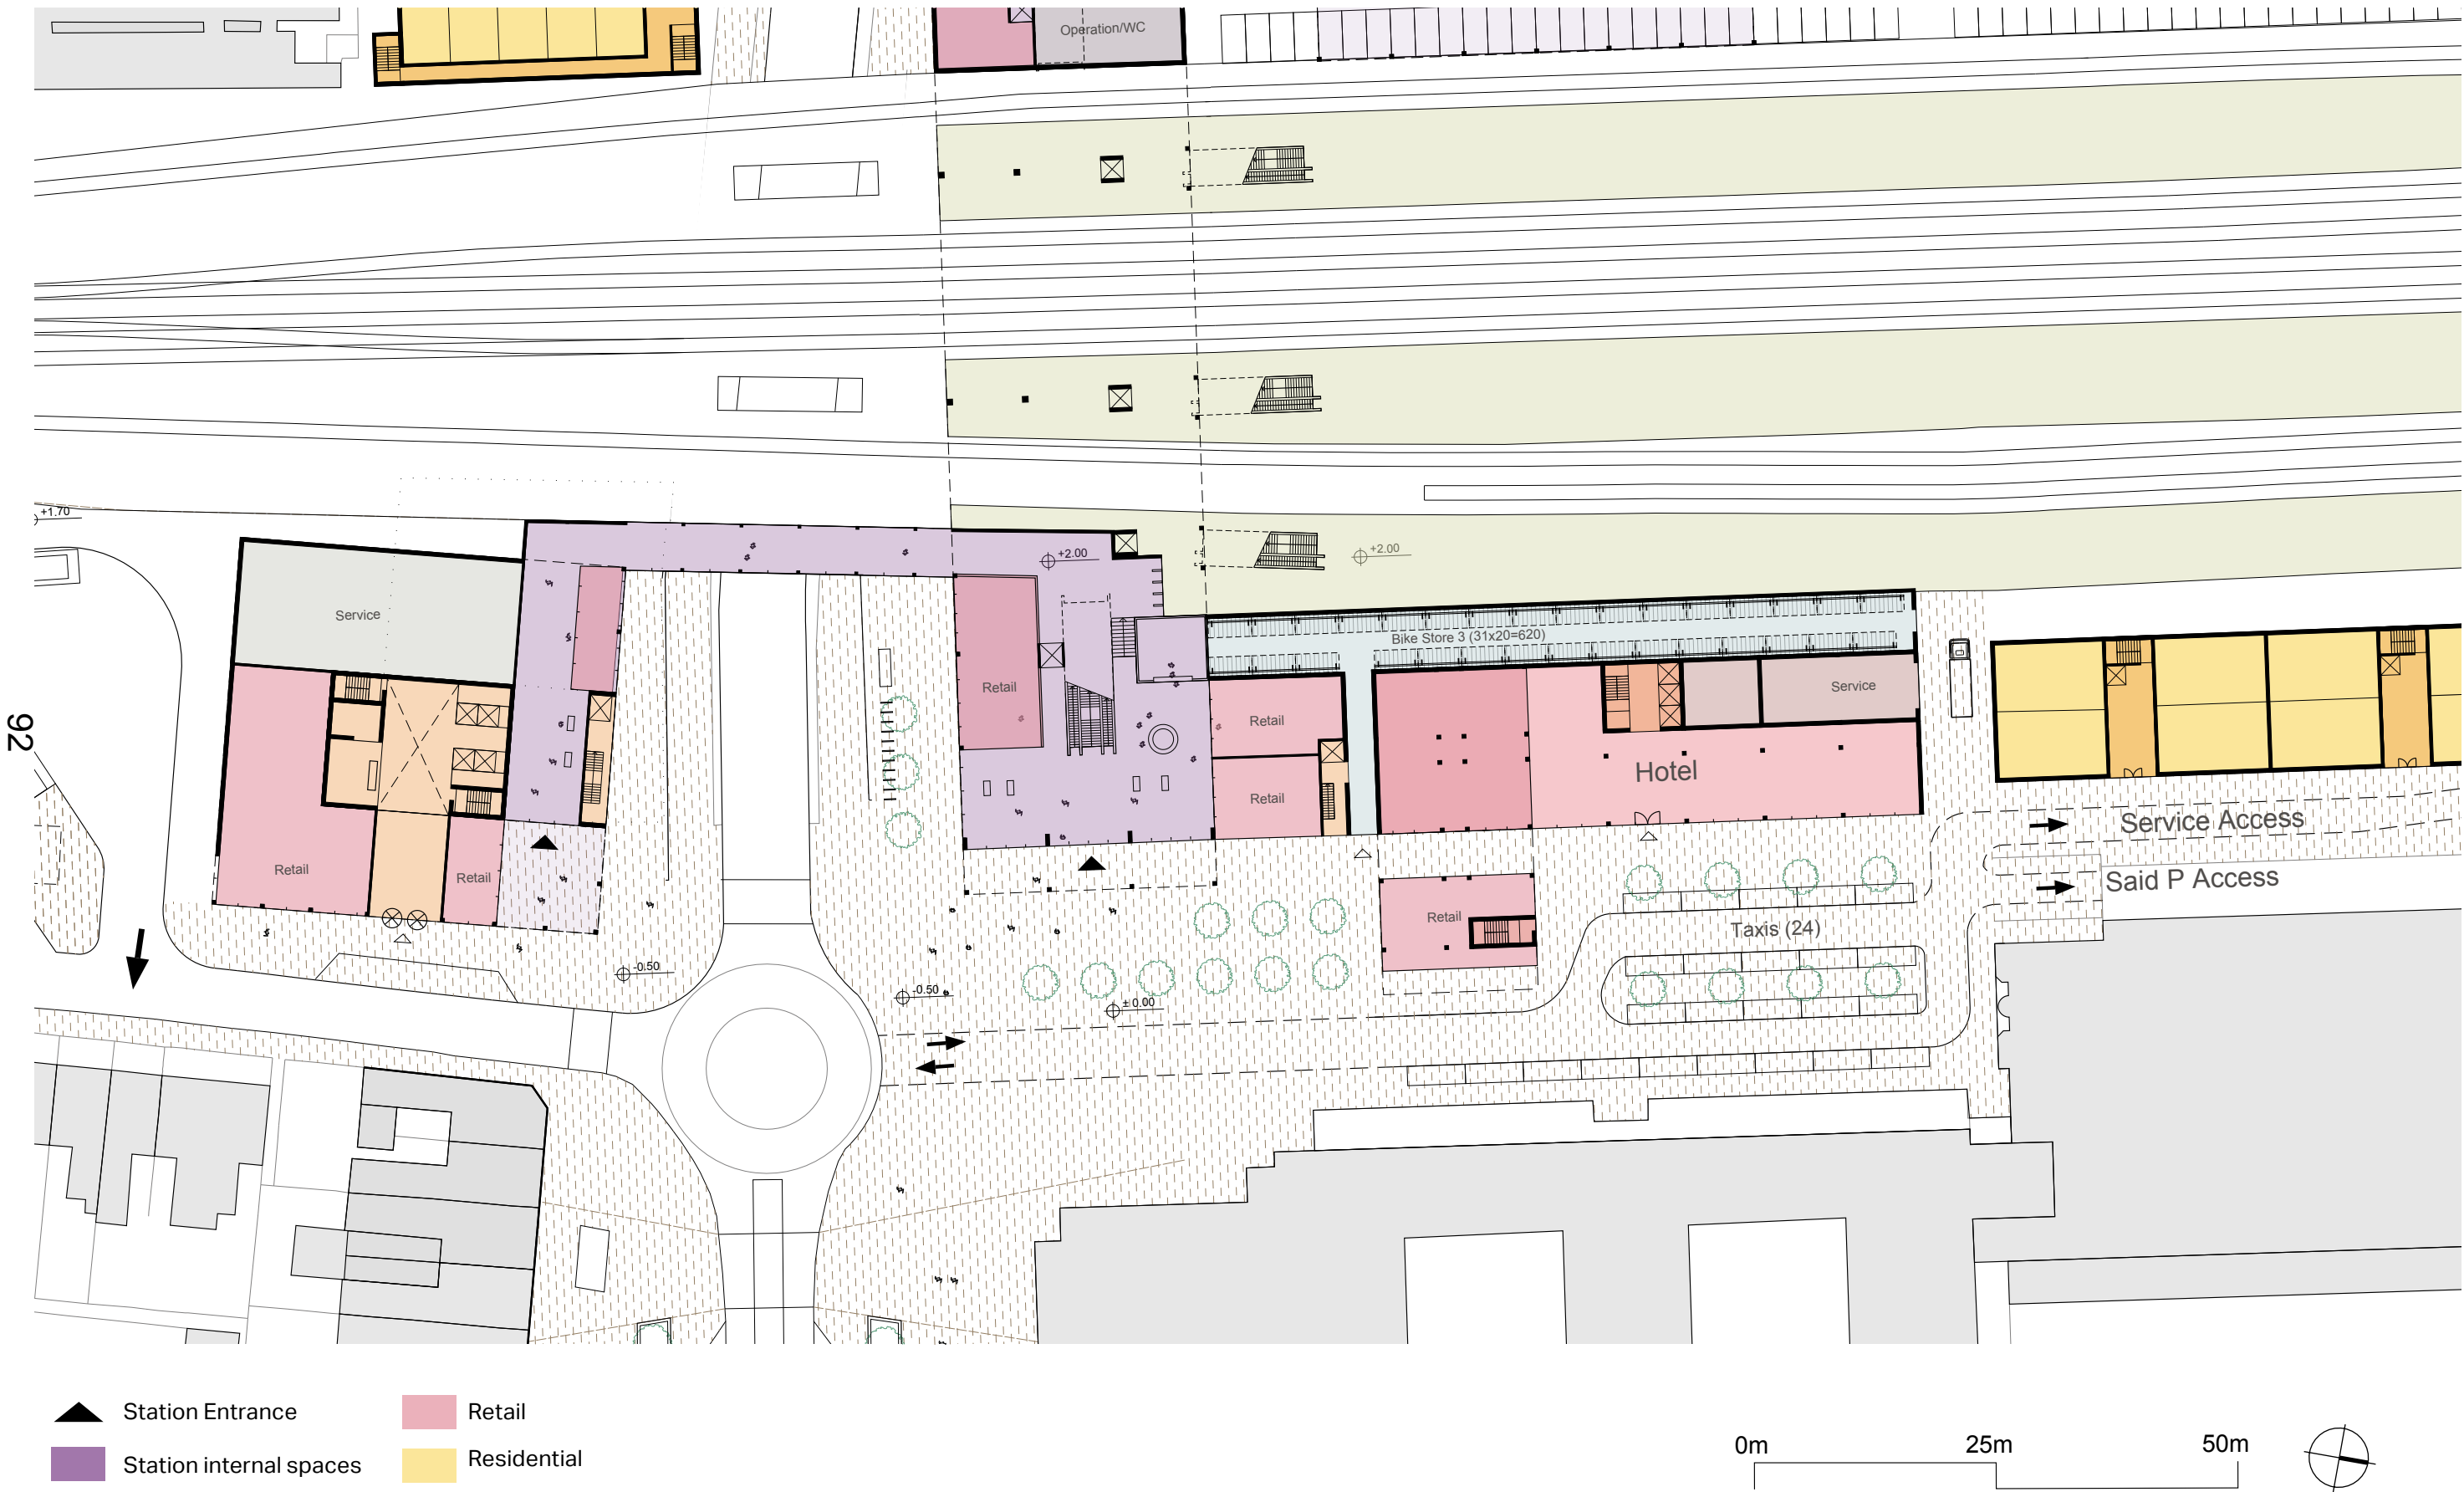 Operation/WC
+1.70
+2.00
+2.00
Service
Bike Store 3 (31x20=620)
Retail
Retail
Service
Hotel
92
Retail
Service Access
Retail
Retail
Said P Access
Retail
Taxis (24)
-0.50
-0.50
± 0.00
Station Entrance
Retail
Station internal spaces
Residential
0m
25m
50m